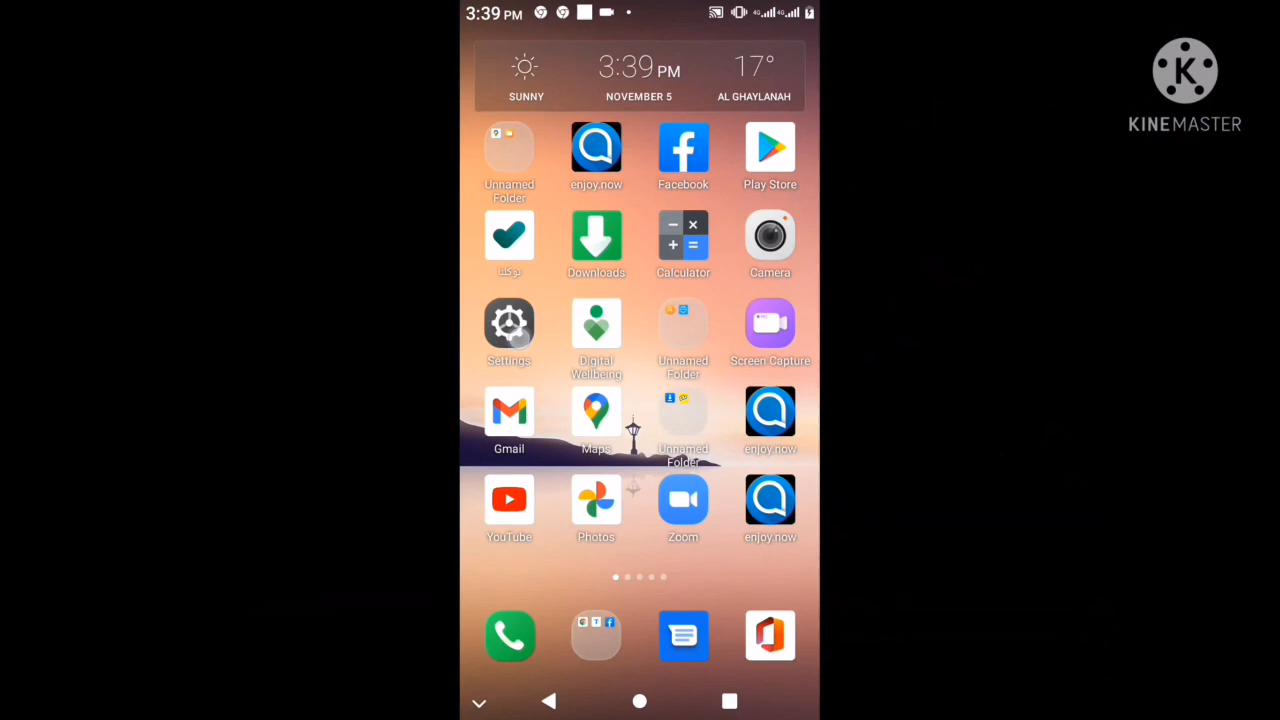 3:39 PM
4G 4G
3:39 PM
17°
SUNNY
NOVEMBER 5
AL GHAYLANAH
KINEMASTER
Unnamed
Folder
enjoy.now
Facebook
Play Store
توكلنا
Downloads
Calculator
Camera
Settings
Digital
Wellbeing
Unnamed
Folder
Screen Capture
Gmail
Maps
Unnamed
Folder
enjoy.now
YouTube
Photos
Zoom
enjoy.now